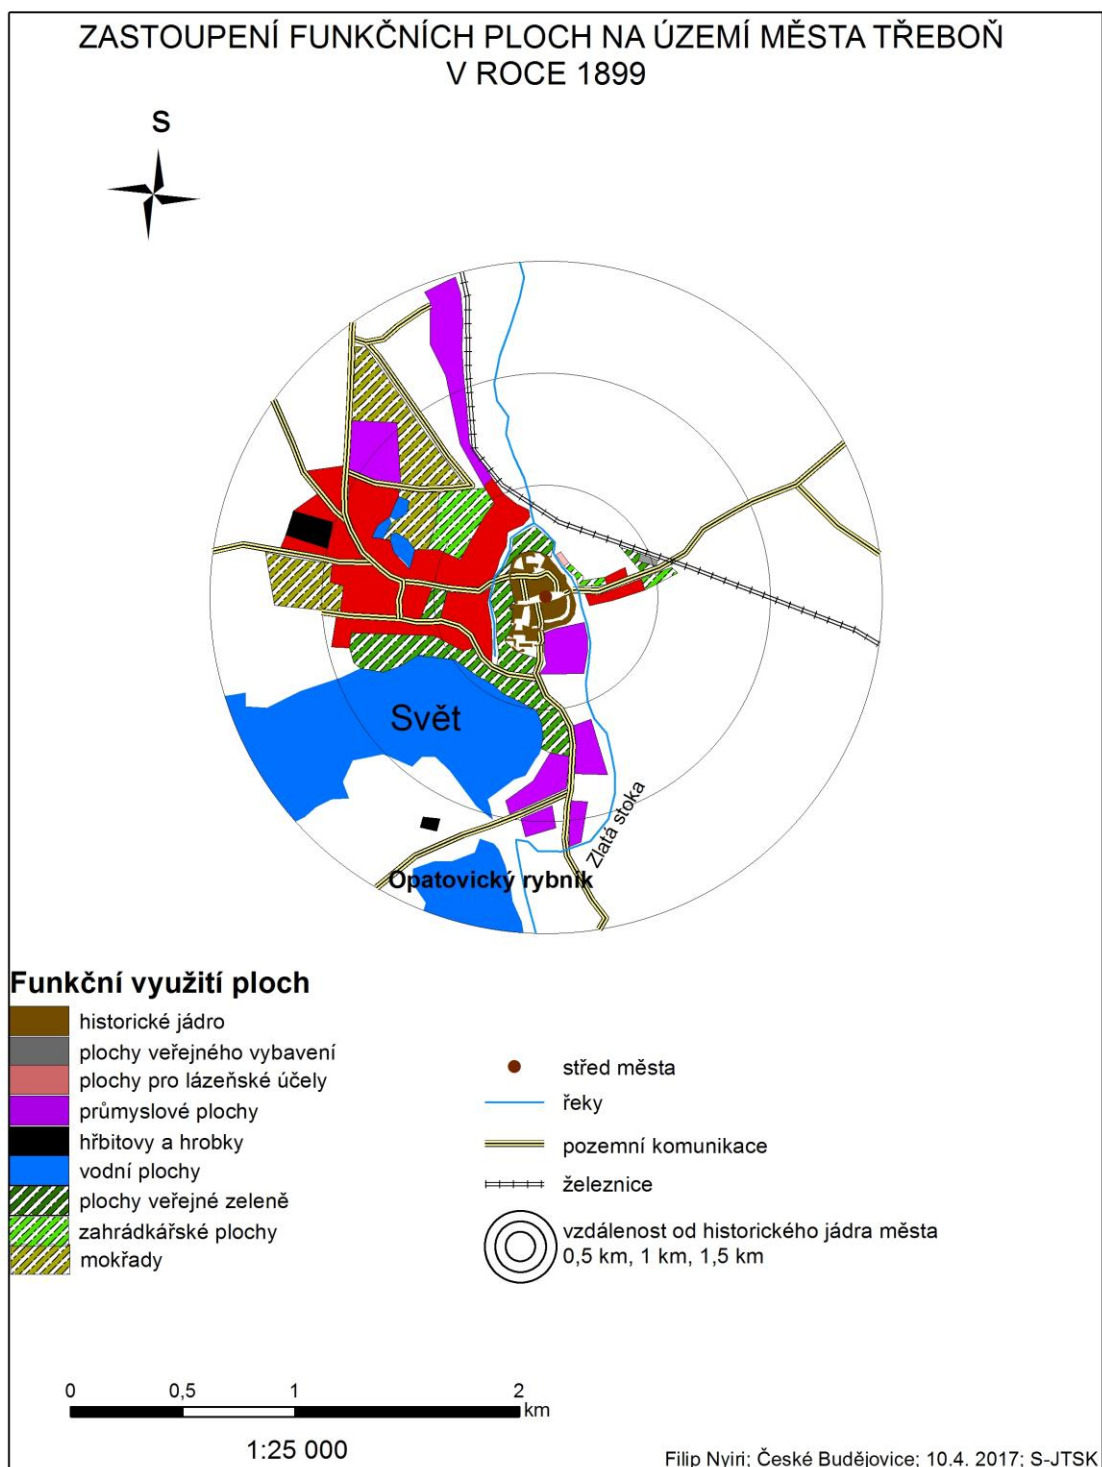 ZASTOUPENÍ FUNKČNÍCH PLOCH NA ÚZEMÍ MĚSTA TŘEBOŇ
V ROCE 1899
S
Svět
Zlatá stoka
Opatovický rybník
Funkční využití ploch
historické jádro
plochy veřejného vybavení
plochy pro lázeňské účely
průmyslové plochy
hřbitovy a hrobky
vodní plochy
plochy veřejné zeleně
zahrádkářské plochy
mokřady
střed města
řeky
pozemní komunikace
železnice
vzdálenost od historického jádra města
0,5 km, 1 km, 1,5 km
0 0,5 1 2
km
1:25 000
Filip Nyiri; České Budějovice; 10.4. 2017; S-JTSK